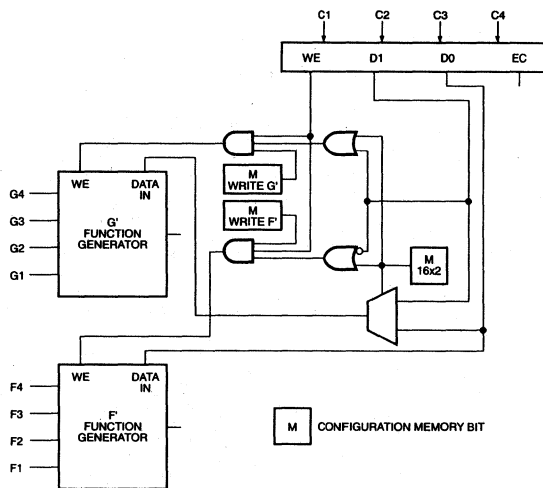 C1 C2 C3 C4
WE D1 D0 EC
WE DATA IN
M
WRITE G'
G4
G3
G2
G1
G'
FUNCTION
GENERATOR
M
WRITE F'
M
16x2
WE DATA IN
F4
F3
F2
F1
F'
FUNCTION
GENERATOR
M CONFIGURATION MEMORY BIT